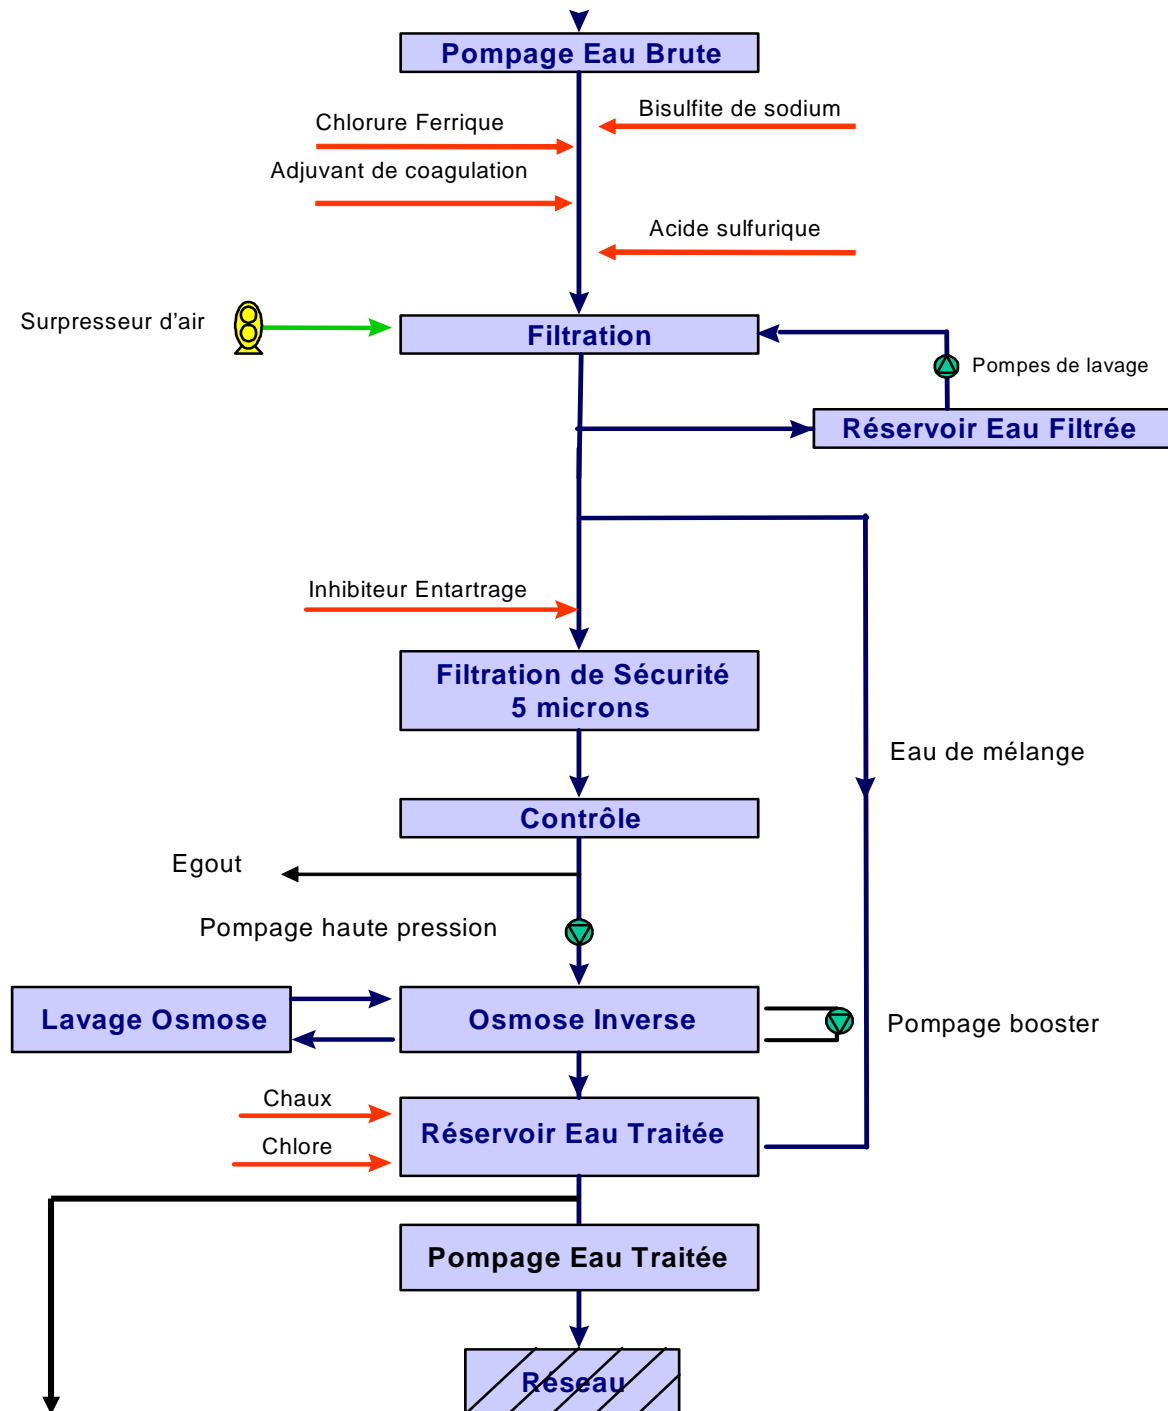 Pompage Eau Brute
Bisulfite de sodium
Chlorure Ferrique
Adjuvant de coagulation
Acide sulfurique
Surpresseur d'air
Filtration
Pompes de lavage
Réservoir Eau Filtrée
Inhibiteur Entartrage
Filtration de Sécurité
5 microns
Eau de mélange
Contrôle
Egout
Pompage haute pression
Lavage Osmose
Osmose Inverse
Pompage booster
Chaux
Réservoir Eau Traitée
Chlore
Pompage Eau Traitée
Réseau